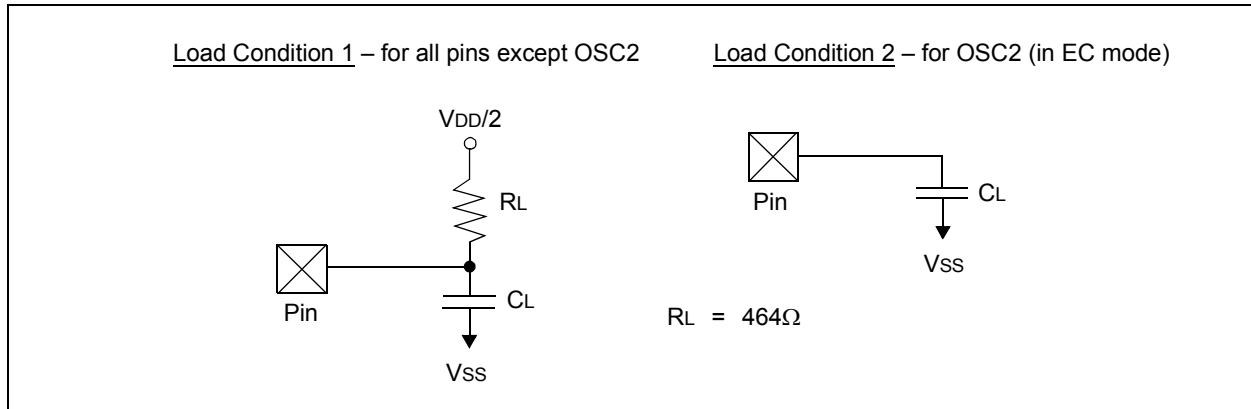 Load Condition 1 – for all pins except OSC2
VDD/2
RL
Pin
CL
VSS
Load Condition 2 – for OSC2 (in EC mode)
Pin
CL
VSS
RL = 464Ω